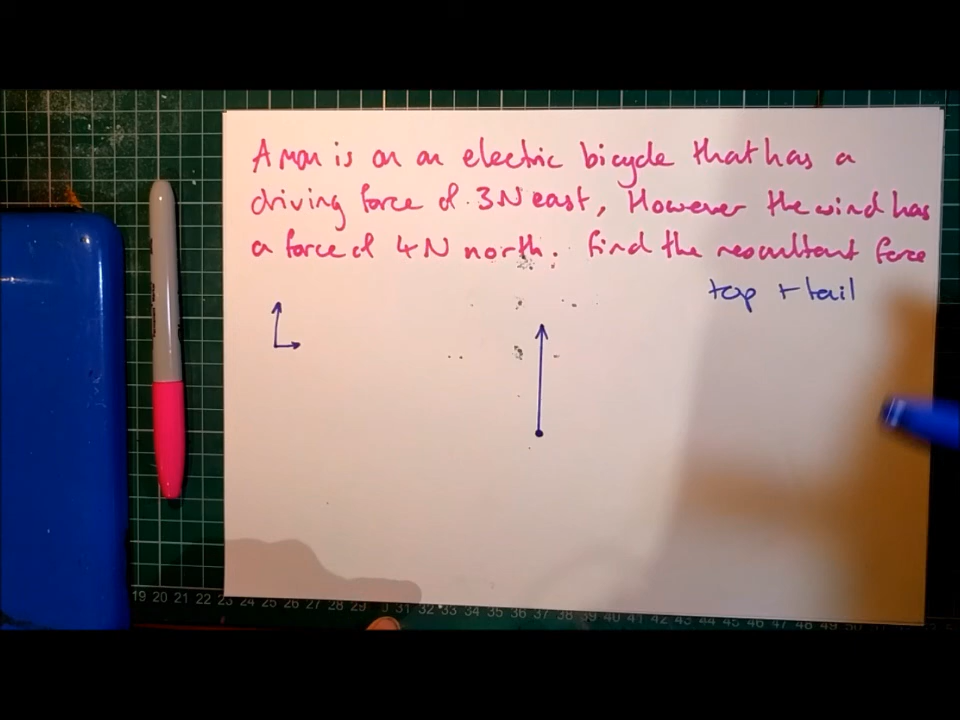 A man is on an electric bicycle that has a
driving force of 3N east, However the wind has
a force of 4N north. find the resultant force
top + tail
19 20 21 22 23 24 25 26 27 28 29 31 32 33 34 35 36 37 38 39 40 41 42 43 44 45 46 47 48 49